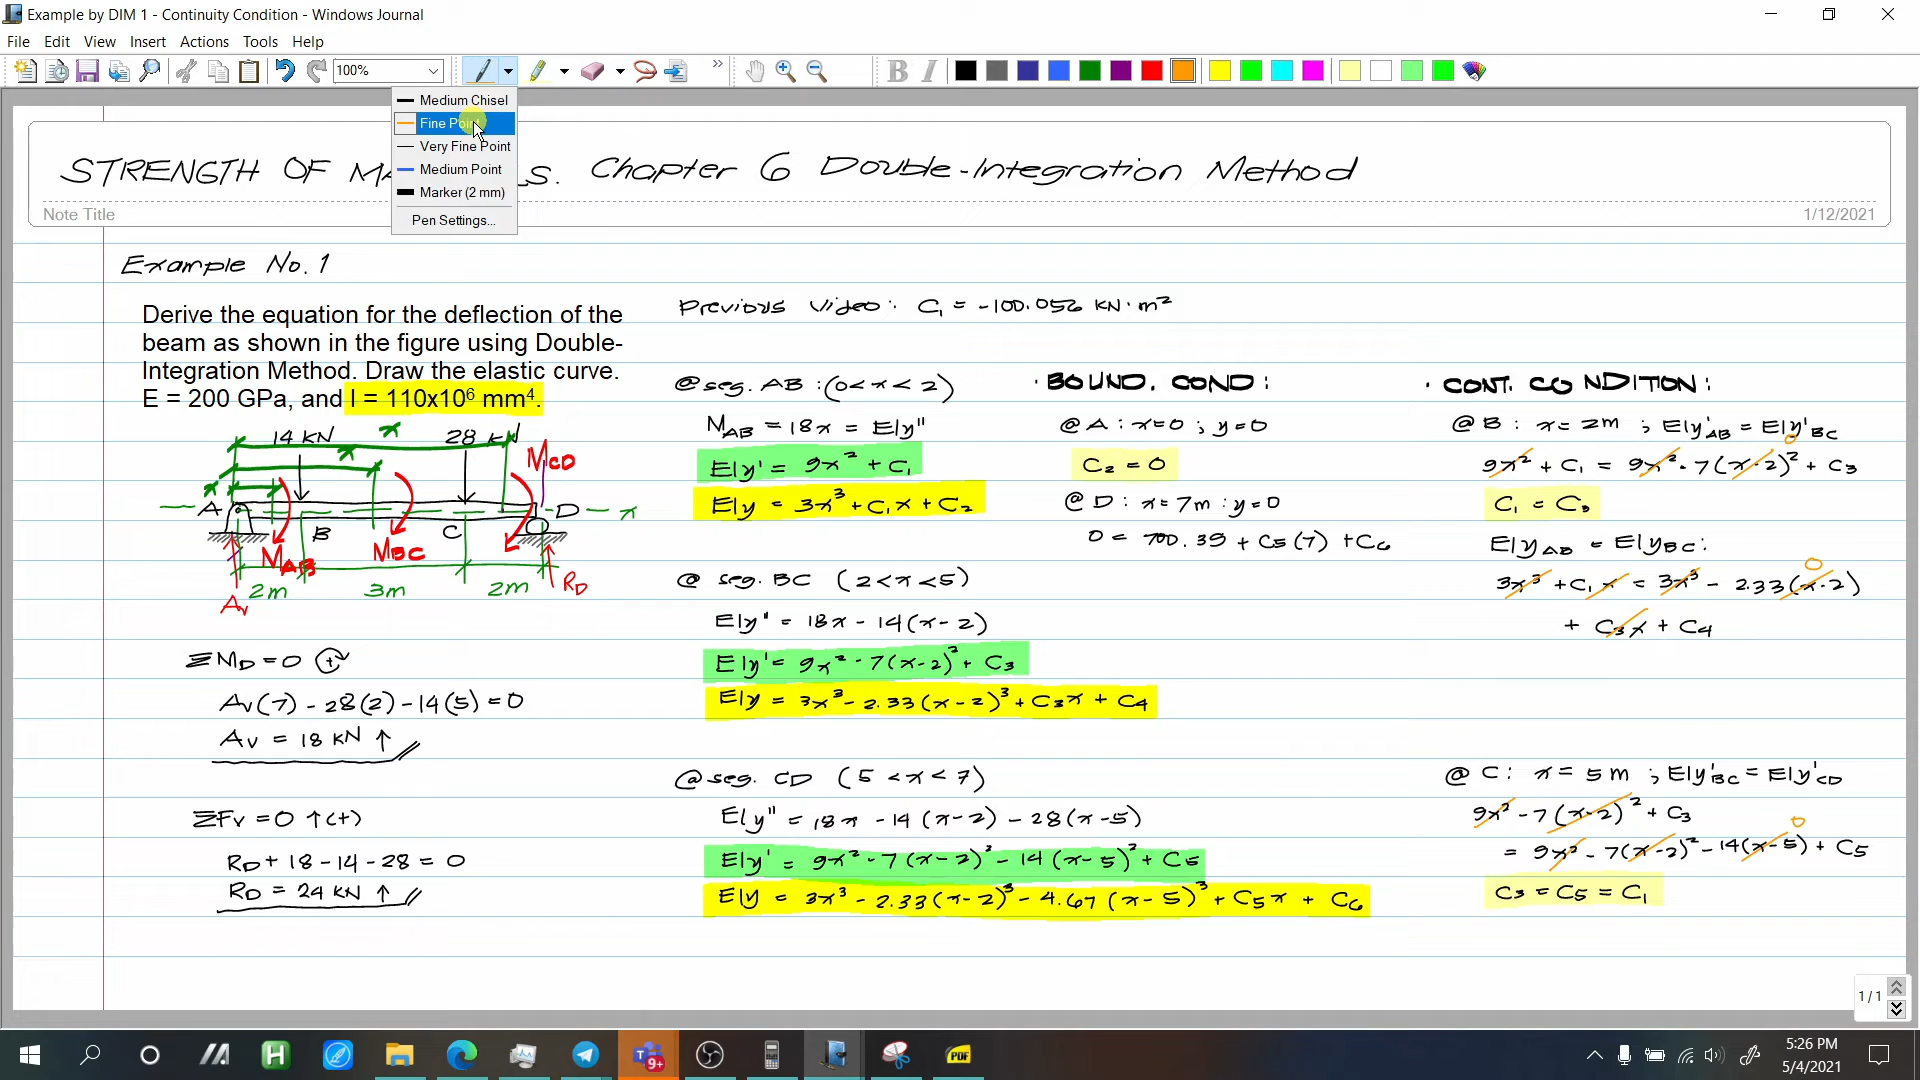 Example by DIM 1 - Continuity Condition - Windows Journal
File Edit View Insert Actions Tools Help
100%
B I
Medium Chisel
Fine Point
Very Fine Point
Medium Point
Marker (2 mm)
Pen Settings...
STRENGTH OF Chapter 6 Double-Integration Method
Note Title
1/12/2021
Example No. 1
Derive the equation for the deflection of the
beam as shown in the figure using Double-
Integration Method. Draw the elastic curve.
E = 200 GPa, and I = 110x10⁶ mm⁴.
14 kN x 28 kN
x MCD
x
A D x
B C
MAB MBC
2m 3m 2m RD
Av
ΣMD = 0 (+)
Av(7) - 28(2) - 14(5) = 0
Av = 18 kN ↑
ΣFv = 0 ↑(+)
RD + 18 - 14 - 28 = 0
RD = 24 kN ↑
Previous Video: C₁ = -100.056 kN·m²
@ seg. AB : (0 < x < 2)
MAB = 18x = EIy"
EIy' = 9x² + C₁
EIy = 3x³ + C₁x + C₂
@ seg. BC (2 < x < 5)
EIy" = 18x - 14(x-2)
EIy' = 9x² - 7(x-2)² + C₃
EIy = 3x³ - 2.33(x-2)³ + C₃x + C₄
@ seg. CD (5 < x < 7)
EIy" = 18x - 14(x-2) - 28(x-5)
EIy' = 9x² - 7(x-2)² - 14(x-5)² + C₅
EIy = 3x³ - 2.33(x-2)³ - 4.67(x-5)³ + C₅x + C₆
· BOUND. COND:
@ A : x=0 ; y=0
C₂ = 0
@ D : x=7m : y=0
0 = 700.39 + C₅(7) + C₆
· CONT. CONDITION:
@ B : x = 2m ; EIy'AB = EIy'BC
0
9x² + C₁ = 9x² - 7(x-2)² + C₃
C₁ = C₃
EIyAB = EIyBC:
0
3x³ + C₁x = 3x³ - 2.33(x-2)
+ C₃x + C₄
@ C : x = 5m ; EIy'BC = EIy'CD
9x² - 7(x-2)² + C₃
0
= 9x² - 7(x-2)² - 14(x-5) + C₅
C₃ = C₅ = C₁
1/1
9+
PDF
5:26 PM
5/4/2021